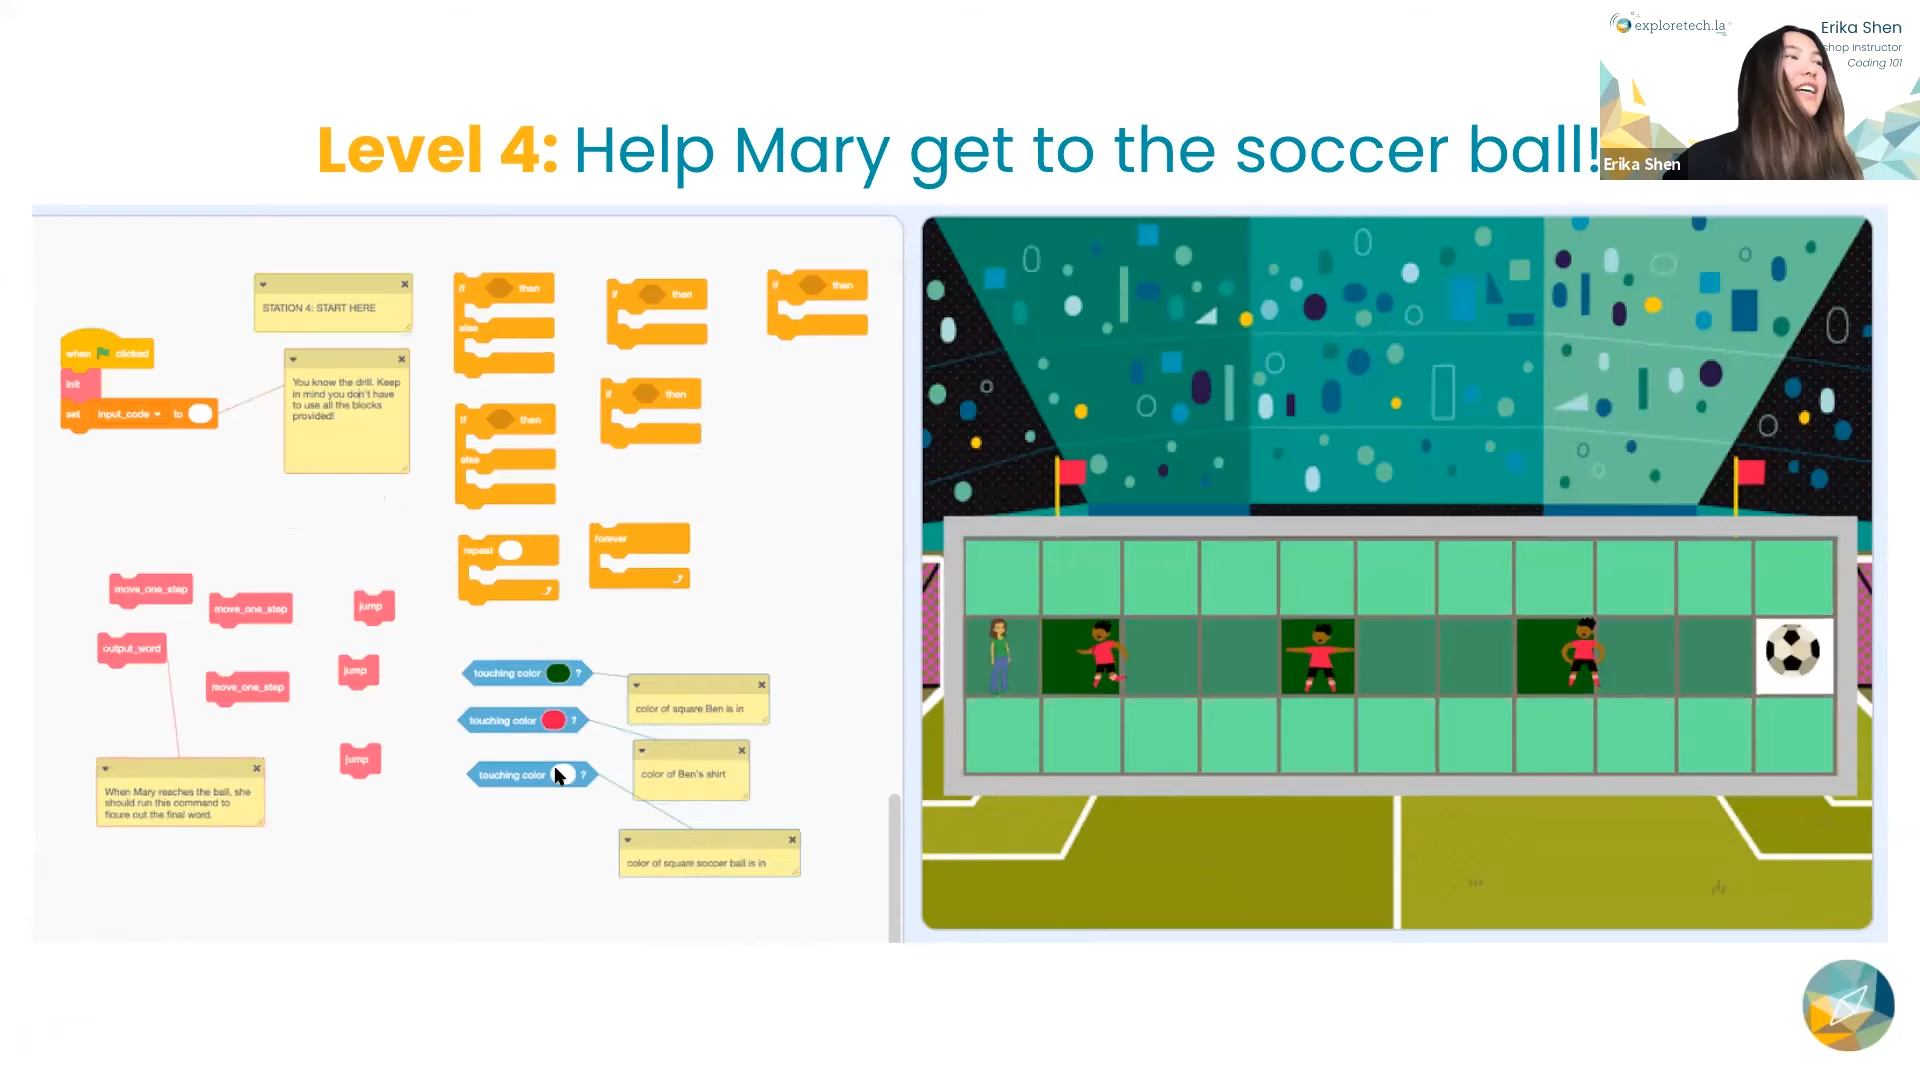 exploretech.la
Erika Shen
shop Instructor
Coding 101
Erika Shen
Level 4: Help Mary get to the soccer ball!
STATION 4: START HERE
when clicked
init
set input_code to
You know the drill. Keep
in mind you don't have
to use all the blocks
provided!
if then
else
if then
if then
if then
else
if then
repeat
forever
move_one_step
move_one_step
jump
output_word
jump
move_one_step
jump
When Mary reaches the ball, she
should run this command to
figure out the final word.
touching color ?
color of square Ben is in
touching color ?
color of Ben's shirt
touching color ?
color of square soccer ball is in